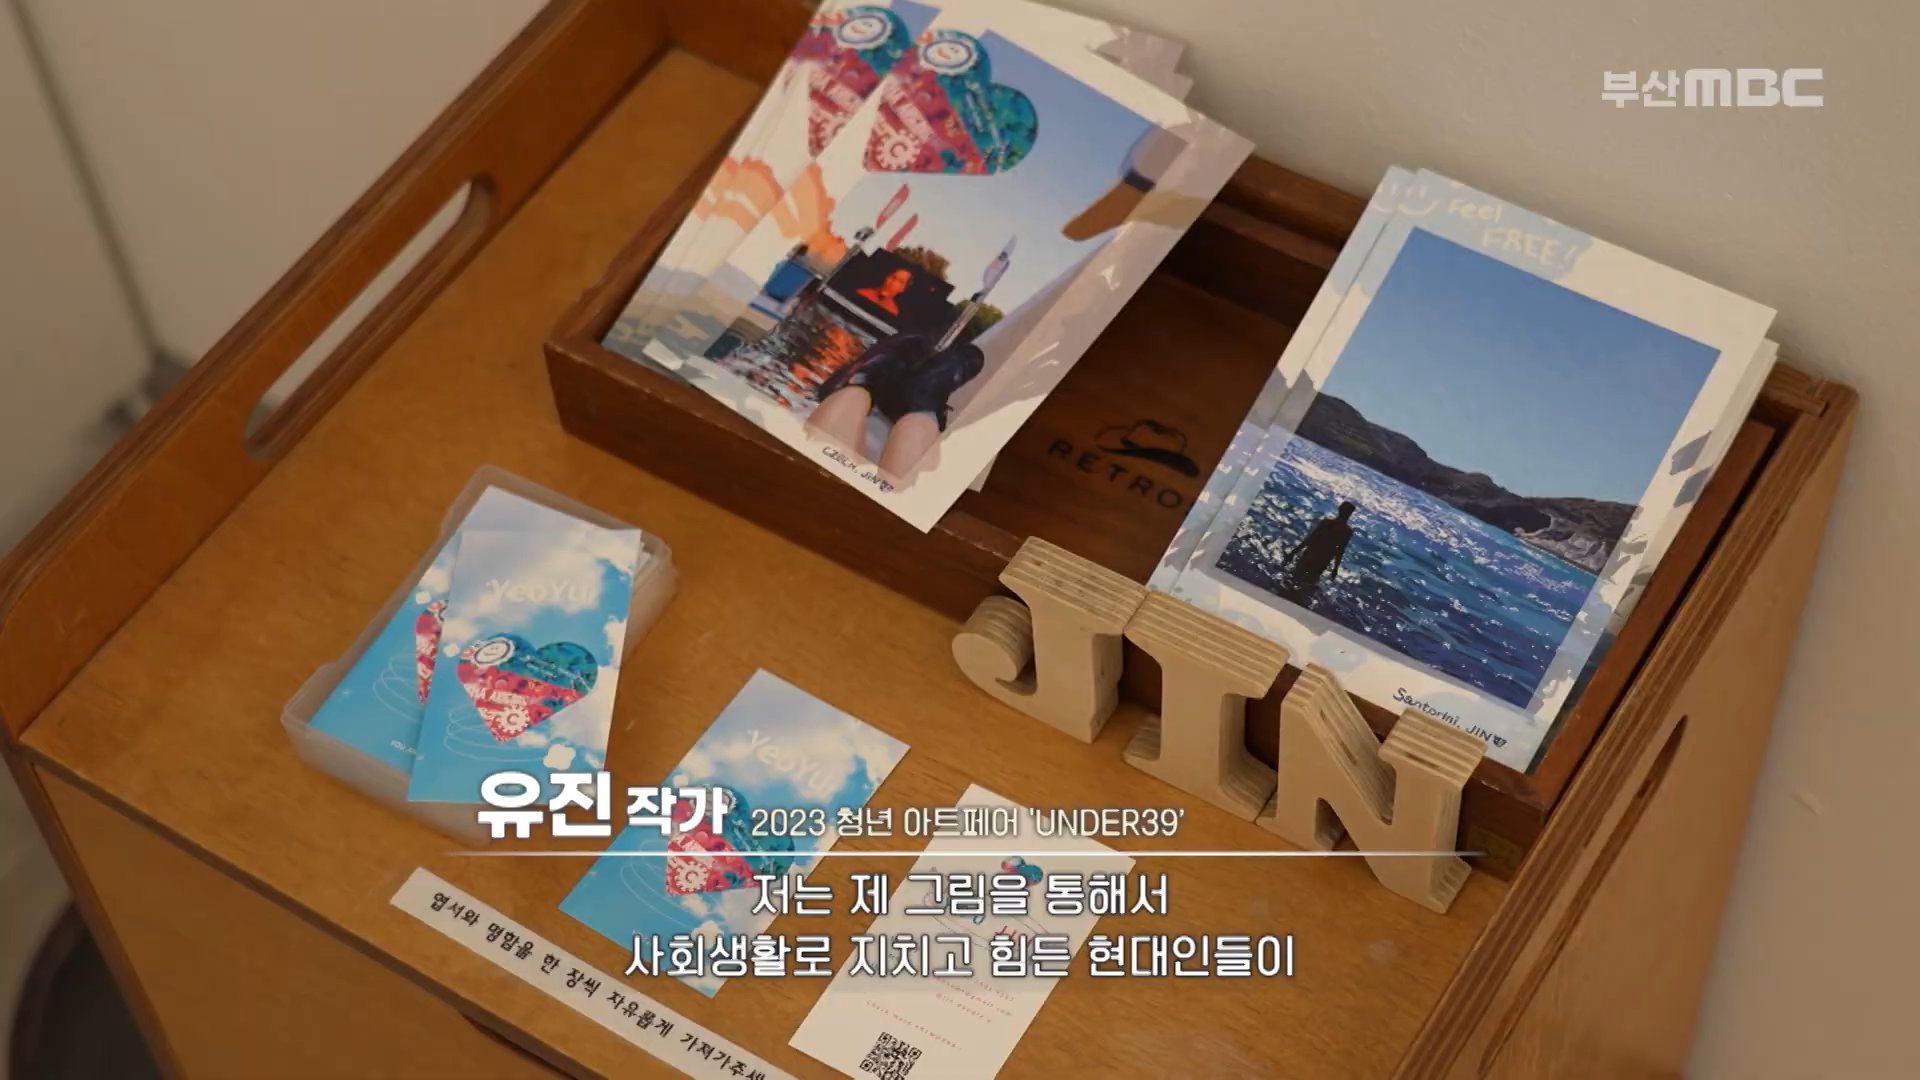 부산MBC
Feel
FREE!
CZECH, JIN
RETRO
Santorini, JIN
YeoYu
YeoYu
JIN
유진 작가 2023 청년 아트페어 'UNDER39'
저는 제 그림을 통해서
사회생활로 지치고 힘든 현대인들이
엽서와 명함을 한 장씩 자유롭게 가져가주세